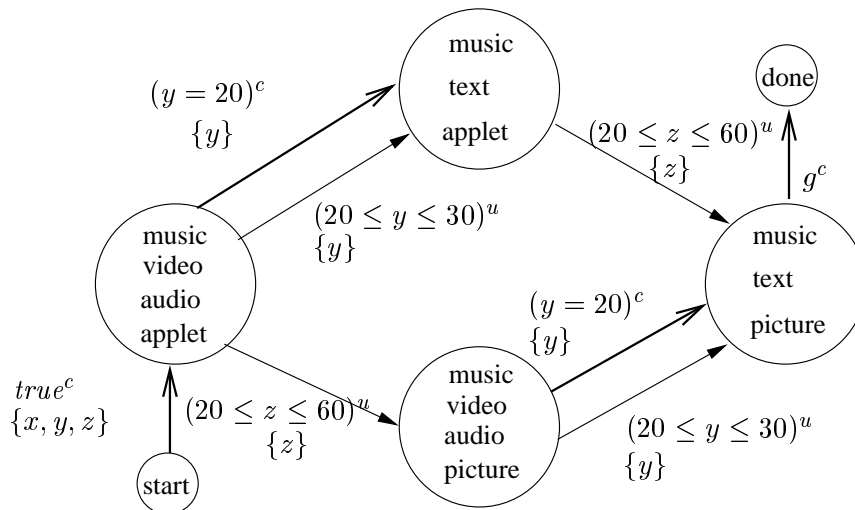 music
text
applet
done
(y = 20)^c
{y}
(20 ≤ z ≤ 60)^u
{z}
g^c
(20 ≤ y ≤ 30)^u
{y}
music
video
audio
applet
music
text
picture
(y = 20)^c
{y}
music
video
audio
picture
true^c
{x, y, z}
(20 ≤ z ≤ 60)^u
{z}
(20 ≤ y ≤ 30)^u
{y}
start